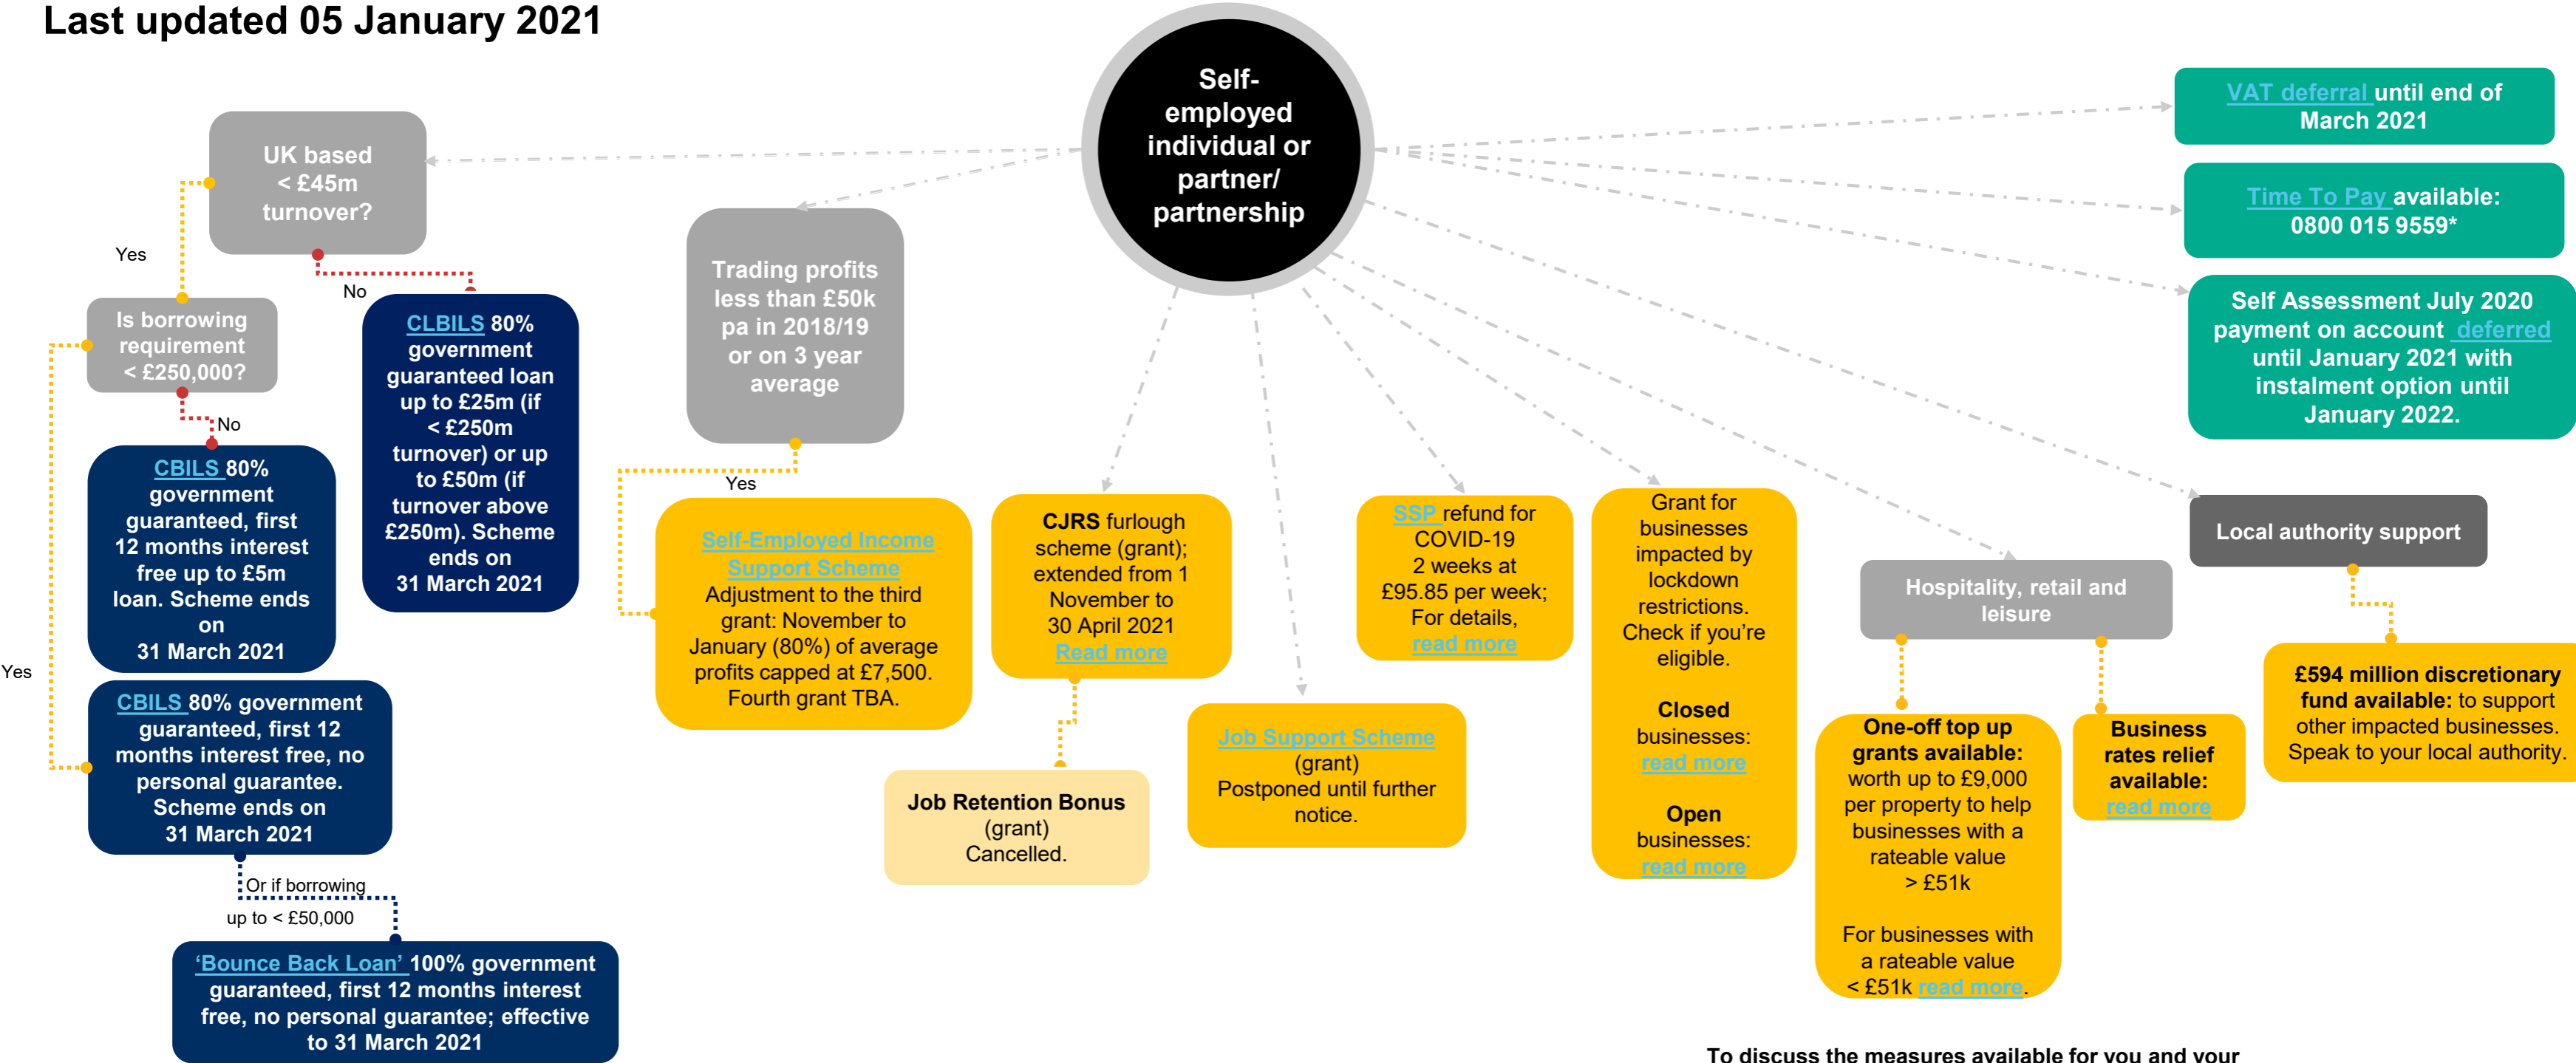 Last updated 05 January 2021
Self-
employed
individual or
partner/
partnership
UK based
< £45m
turnover?
Yes
No
Is borrowing
requirement
< £250,000?
No
Yes
CLBILS 80%
government
guaranteed loan
up to £25m (if
< £250m
turnover) or up
to £50m (if
turnover above
£250m). Scheme
ends on
31 March 2021
CBILS 80%
government
guaranteed, first
12 months interest
free up to £5m
loan. Scheme ends
on
31 March 2021
CBILS 80% government
guaranteed, first 12
months interest free, no
personal guarantee.
Scheme ends on
31 March 2021
Or if borrowing
up to < £50,000
‘Bounce Back Loan’ 100% government
guaranteed, first 12 months interest
free, no personal guarantee; effective
to 31 March 2021
Trading profits
less than £50k
pa in 2018/19
or on 3 year
average
Yes
Self-Employed Income
Support Scheme
Adjustment to the third
grant: November to
January (80%) of average
profits capped at £7,500.
Fourth grant TBA.
CJRS furlough
scheme (grant);
extended from 1
November to
30 April 2021
Read more
Job Retention Bonus
(grant)
Cancelled.
Job Support Scheme
(grant)
Postponed until further
notice.
SSP refund for
COVID-19
2 weeks at
£95.85 per week;
For details,
read more
Grant for
businesses
impacted by
lockdown
restrictions.
Check if you’re
eligible.
Closed
businesses:
read more
Open
businesses:
read more
Hospitality, retail and
leisure
One-off top up
grants available:
worth up to £9,000
per property to help
businesses with a
rateable value
> £51k
For businesses with
a rateable value
< £51k read more.
Business
rates relief
available:
read more
Local authority support
£594 million discretionary
fund available: to support
other impacted businesses.
Speak to your local authority.
VAT deferral until end of
March 2021
Time To Pay available:
0800 015 9559*
Self Assessment July 2020
payment on account deferred
until January 2021 with
instalment option until
January 2022.
To discuss the measures available for you and your